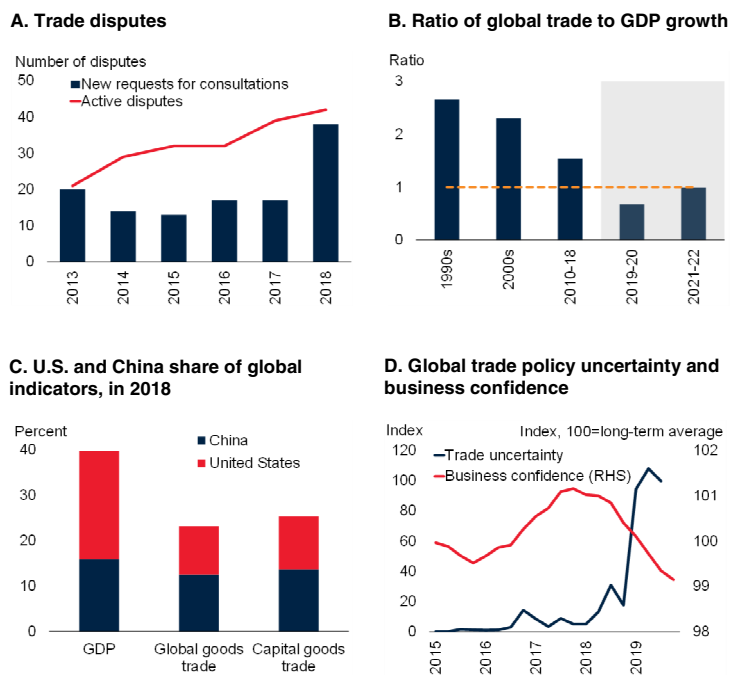 A. Trade disputes
Number of disputes
50
40
30
20
10
0
New requests for consultations
Active disputes
2013
2014
2015
2016
2017
2018
B. Ratio of global trade to GDP growth
Ratio
3
2
1
0
1990s
2000s
2010-18
2019-20
2021-22
C. U.S. and China share of global
indicators, in 2018
Percent
40
30
20
10
0
China
United States
GDP
Global goods
trade
Capital goods
trade
D. Global trade policy uncertainty and
business confidence
Index
Index, 100=long-term average
120
100
80
60
40
20
0
Trade uncertainty
Business confidence (RHS)
102
101
100
99
98
2015
2016
2017
2018
2019